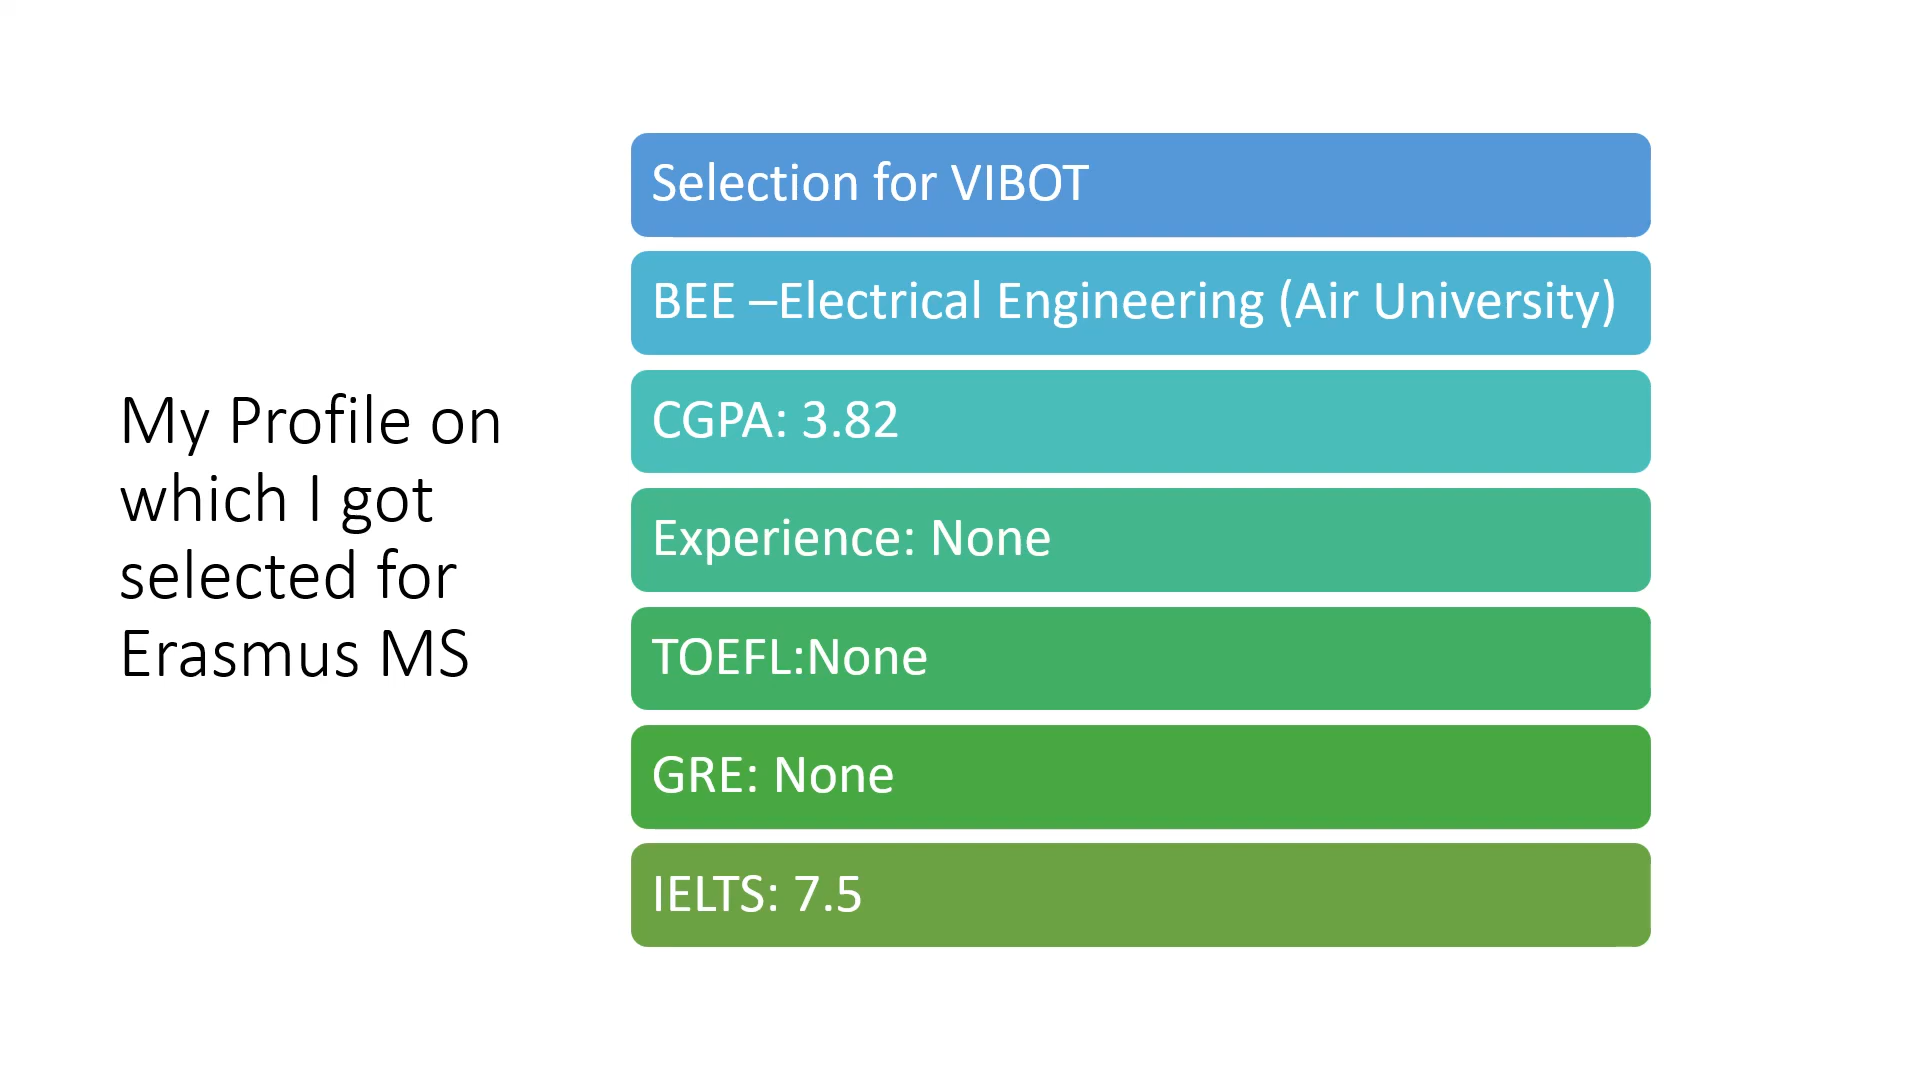 My Profile on
which I got
selected for
Erasmus MS
Selection for VIBOT
BEE –Electrical Engineering (Air University)
CGPA: 3.82
Experience: None
TOEFL:None
GRE: None
IELTS: 7.5